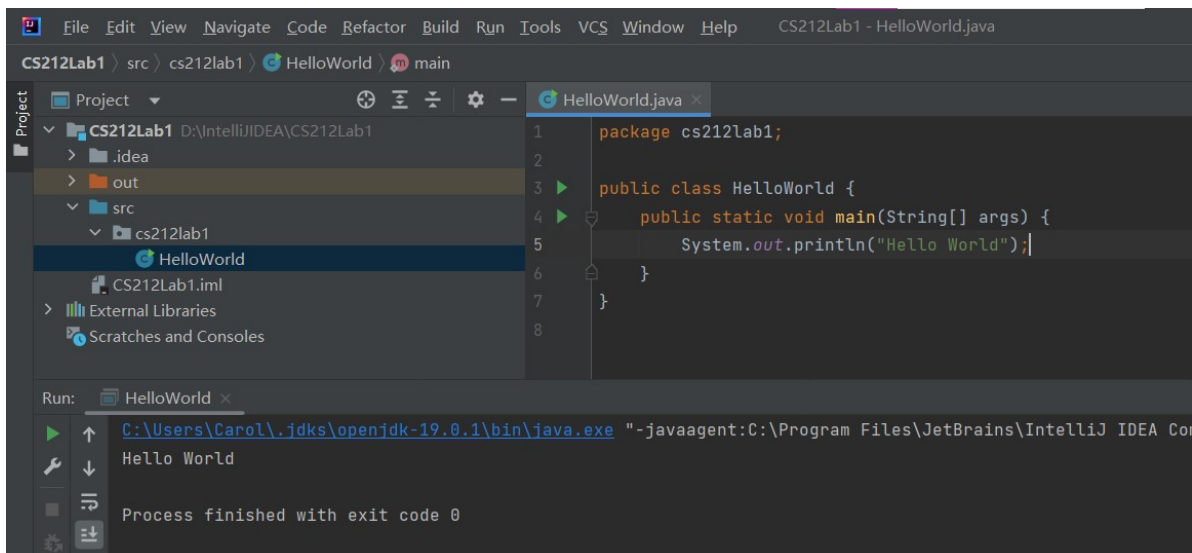 File Edit View Navigate Code Refactor Build Run Tools VCS Window Help CS212Lab1 - HelloWorld.java
CS212Lab1 〉 src 〉 cs212lab1 〉 HelloWorld 〉 main
Project
Project
HelloWorld.java ×
CS212Lab1 D:\IntelliJIDEA\CS212Lab1
.idea
out
src
cs212lab1
HelloWorld
CS212Lab1.iml
External Libraries
Scratches and Consoles
1 package cs212lab1;
2
3 public class HelloWorld {
4 public static void main(String[] args) {
5 System.out.println("Hello World");
6 }
7 }
8
Run: HelloWorld ×
C:\Users\Carol\.jdks\openjdk-19.0.1\bin\java.exe "-javaagent:C:\Program Files\JetBrains\IntelliJ IDEA
Hello World
Process finished with exit code 0